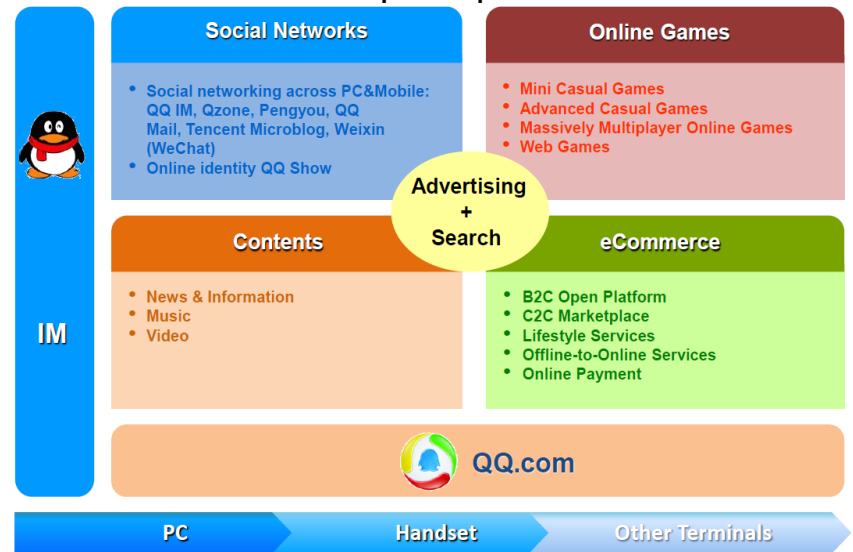 Social Networks
• Social networking across PC&Mobile:
QQ IM, Qzone, Pengyou, QQ
Mail, Tencent Microblog, Weixin
(WeChat)
• Online identity QQ Show
Online Games
• Mini Casual Games
• Advanced Casual Games
• Massively Multiplayer Online Games
• Web Games
Advertising
+
Search
Contents
• News & Information
• Music
• Video
eCommerce
• B2C Open Platform
• C2C Marketplace
• Lifestyle Services
• Offline-to-Online Services
• Online Payment
IM
QQ.com
PC
Handset
Other Terminals